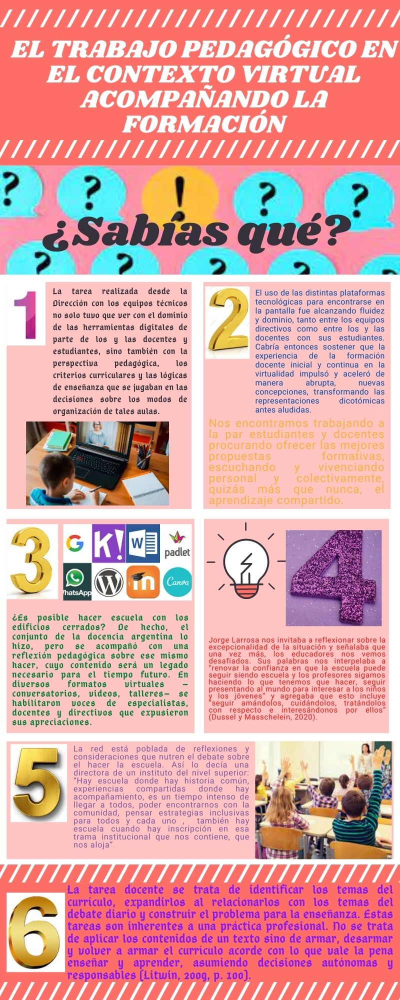 EL TRABAJO PEDAGÓGICO EN
EL CONTEXTO VIRTUAL
ACOMPAÑANDO LA
FORMACIÓN
¿Sabías qué?
1
La tarea realizada desde la
Dirección con los equipos técnicos
no solo tuvo que ver con el dominio
de las herramientas digitales de
parte de los y las docentes y
estudiantes, sino también con la
perspectiva pedagógica, los
criterios curriculares y las lógicas
de enseñanza que se jugaban en las
decisiones sobre los modos de
organización de tales aulas.
2
El uso de las distintas plataformas
tecnológicas para encontrarse en
la pantalla fue alcanzando fluidez
y dominio, tanto entre los equipos
directivos como entre los y las
docentes con sus estudiantes.
Cabría entonces sostener que la
experiencia de la formación
docente inicial y continua en la
virtualidad impulsó y aceleró de
manera abrupta, nuevas
concepciones, transformando las
representaciones dicotómicas
antes aludidas.
Nos encontramos trabajando a
la par estudiantes y docentes
procurando ofrecer las mejores
propuestas formativas,
escuchando y vivenciando
personal y colectivamente,
quizás más que nunca, el
aprendizaje compartido.
3
G
K!
W
padlet
WhatsApp
W
m
Canva
¿Es posible hacer escuela con los
edificios cerrados? De hecho, el
conjunto de la docencia argentina lo
hizo, pero se acompañó con una
reflexión pedagógica sobre ese mismo
hacer, cuyo contenido será un legado
necesario para el tiempo futuro. En
diversos formatos virtuales –
conversatorios, videos, talleres– se
habilitaron voces de especialistas,
docentes y directivos que expusieron
sus apreciaciones.
4
Jorge Larrosa nos invitaba a reflexionar sobre la
excepcionalidad de la situación y señalaba que
una vez más, los educadores nos vemos
desafiados. Sus palabras nos interpelaba a
"renovar la confianza en que la escuela puede
seguir siendo escuela y los profesores sigamos
haciendo lo que tenemos que hacer, seguir
presentando al mundo para interesar a los niños
y los jóvenes" y agregaba que esto incluye
"seguir amándolos, cuidándolos, tratándolos
con respecto e interesándonos por ellos"
(Dussel y Masschelein, 2020).
5
La red está poblada de reflexiones y
consideraciones que nutren el debate sobre
el hacer la escuela. Así lo decía una
directora de un instituto del nivel superior:
"Hay escuela donde hay historia común,
experiencias compartidas donde hay
acompañamiento, es un tiempo intenso de
llegar a todos, poder encontrarnos con la
comunidad, pensar estrategias inclusivas
para todos y cada uno , también hay
escuela cuando hay inscripción en esa
trama institucional que nos contiene, que
nos aloja".
6
La tarea docente se trata de identificar los temas del
currículo, expandirlos al relacionarlos con los temas del
debate diario y construir el problema para la enseñanza. Estas
tareas son inherentes a una práctica profesional. No se trata
de aplicar los contenidos de un texto sino de armar, desarmar
y volver a armar el currículo acorde con lo que vale la pena
enseñar y aprender, asumiendo decisiones autónomas y
responsables (Litwin, 2009, p. 100).